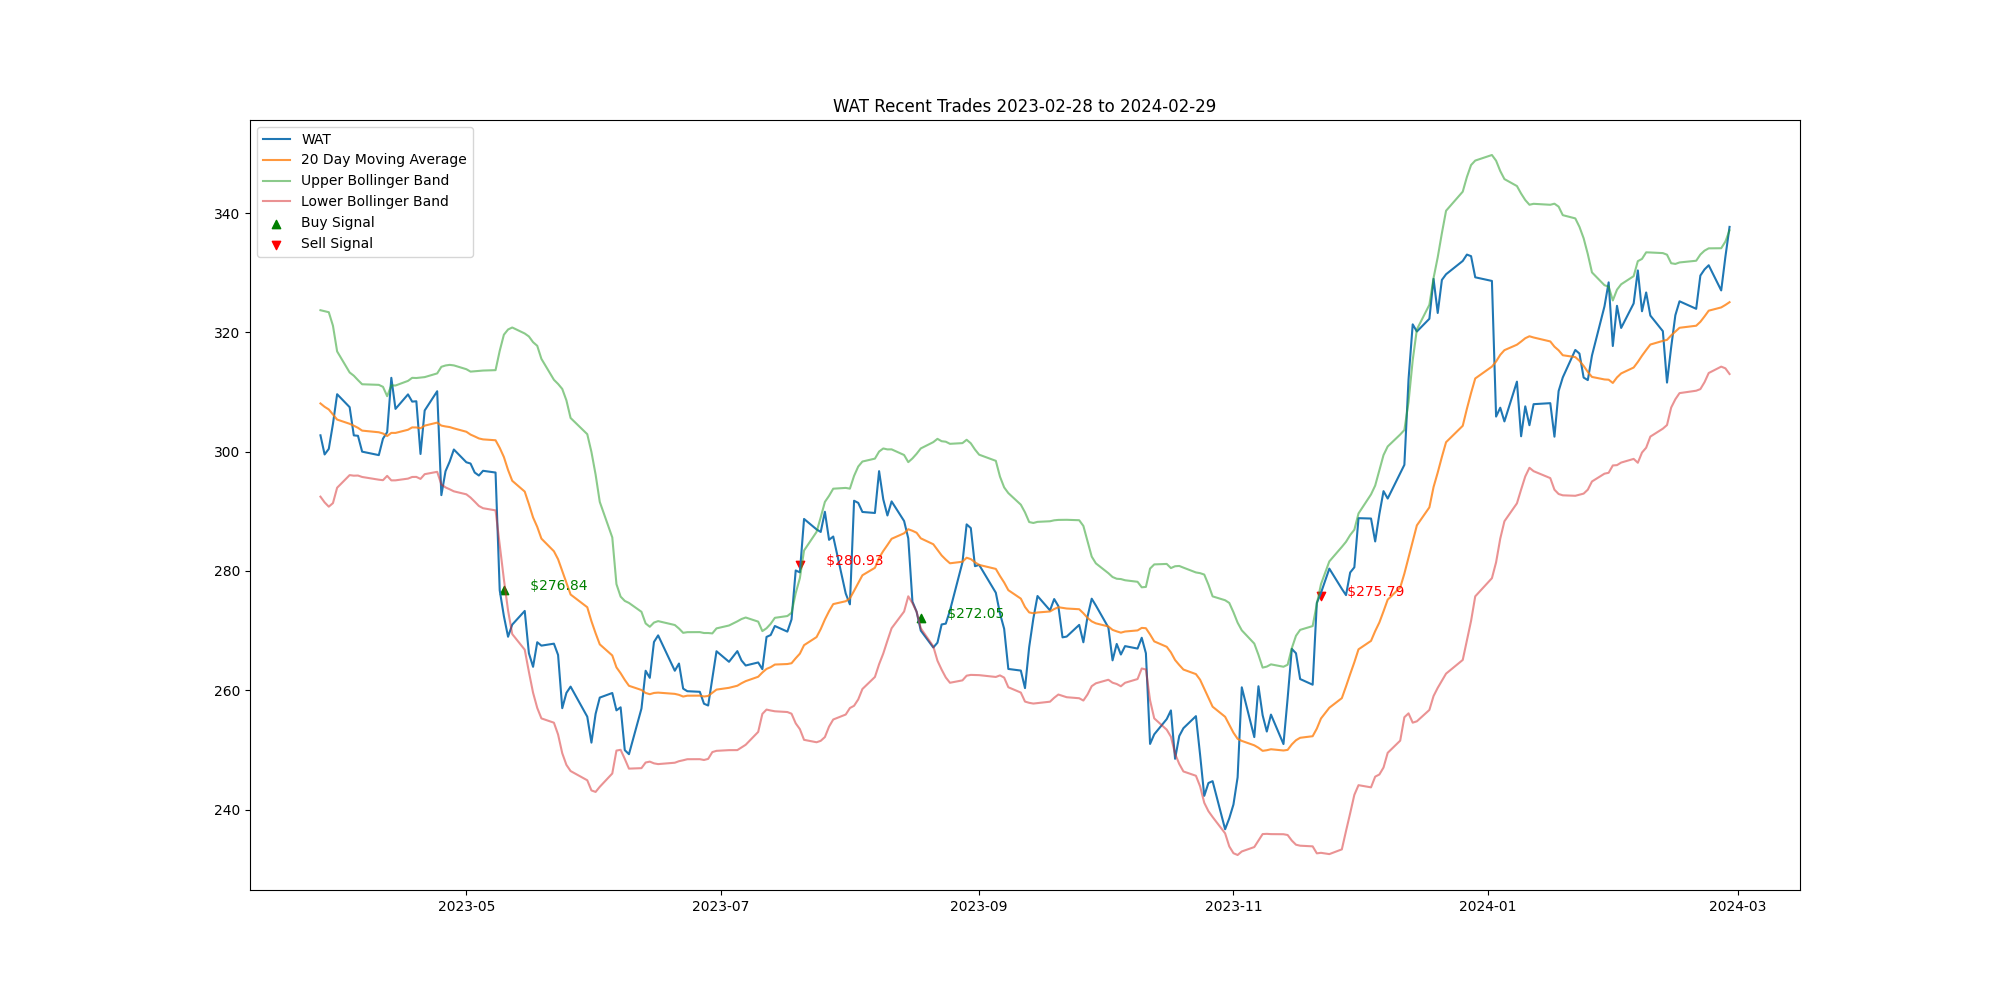 WAT Recent Trades 2023-02-28 to 2024-02-29
WAT
20 Day Moving Average
Upper Bollinger Band
Lower Bollinger Band
Buy Signal
Sell Signal
340
320
300
280
260
240
$276.84
$280.93
$272.05
$275.79
2023-05
2023-07
2023-09
2023-11
2024-01
2024-03